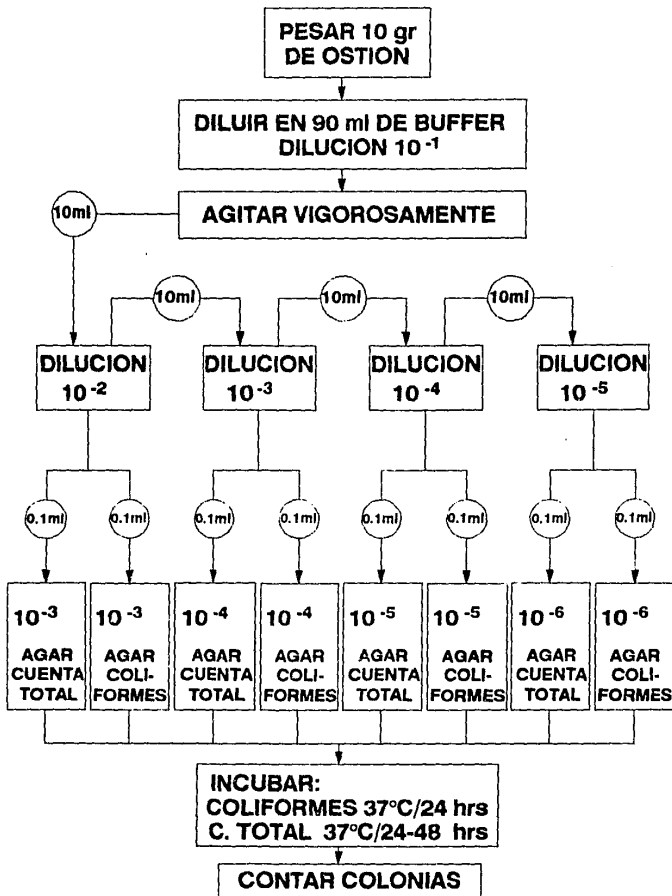 PESAR 10 gr
DE OSTION
DILUIR EN 90 ml DE BUFFER
DILUCION 10⁻¹
10ml
AGITAR VIGOROSAMENTE
10ml
10ml
10ml
DILUCION
10⁻²
DILUCION
10⁻³
DILUCION
10⁻⁴
DILUCION
10⁻⁵
0.1ml
0.1ml
0.1ml
0.1ml
0.1ml
0.1ml
0.1ml
0.1ml
10⁻³
AGAR
CUENTA
TOTAL
10⁻³
AGAR
COLI-
FORMES
10⁻⁴
AGAR
CUENTA
TOTAL
10⁻⁴
AGAR
COLI-
FORMES
10⁻⁵
AGAR
CUENTA
TOTAL
10⁻⁵
AGAR
COLI-
FORMES
10⁻⁶
AGAR
CUENTA
TOTAL
10⁻⁶
AGAR
COLI-
FORMES
INCUBAR:
COLIFORMES 37°C/24 hrs
C. TOTAL 37°C/24-48 hrs
CONTAR COLONIAS